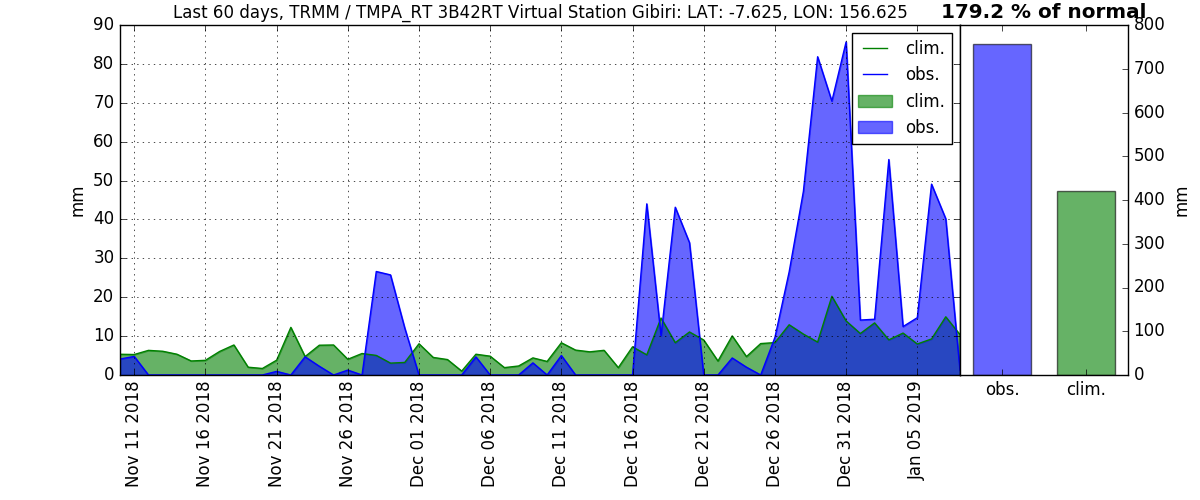 Last 60 days, TRMM / TMPA_RT 3B42RT Virtual Station Gibiri: LAT: -7.625, LON: 156.625
179.2 % of normal
90
80
70
60
50
40
30
20
10
0
mm
clim.
obs.
clim.
obs.
800
700
600
500
400
300
200
100
0
mm
Nov 11 2018
Nov 16 2018
Nov 21 2018
Nov 26 2018
Dec 01 2018
Dec 06 2018
Dec 11 2018
Dec 16 2018
Dec 21 2018
Dec 26 2018
Dec 31 2018
Jan 05 2019
obs.
clim.